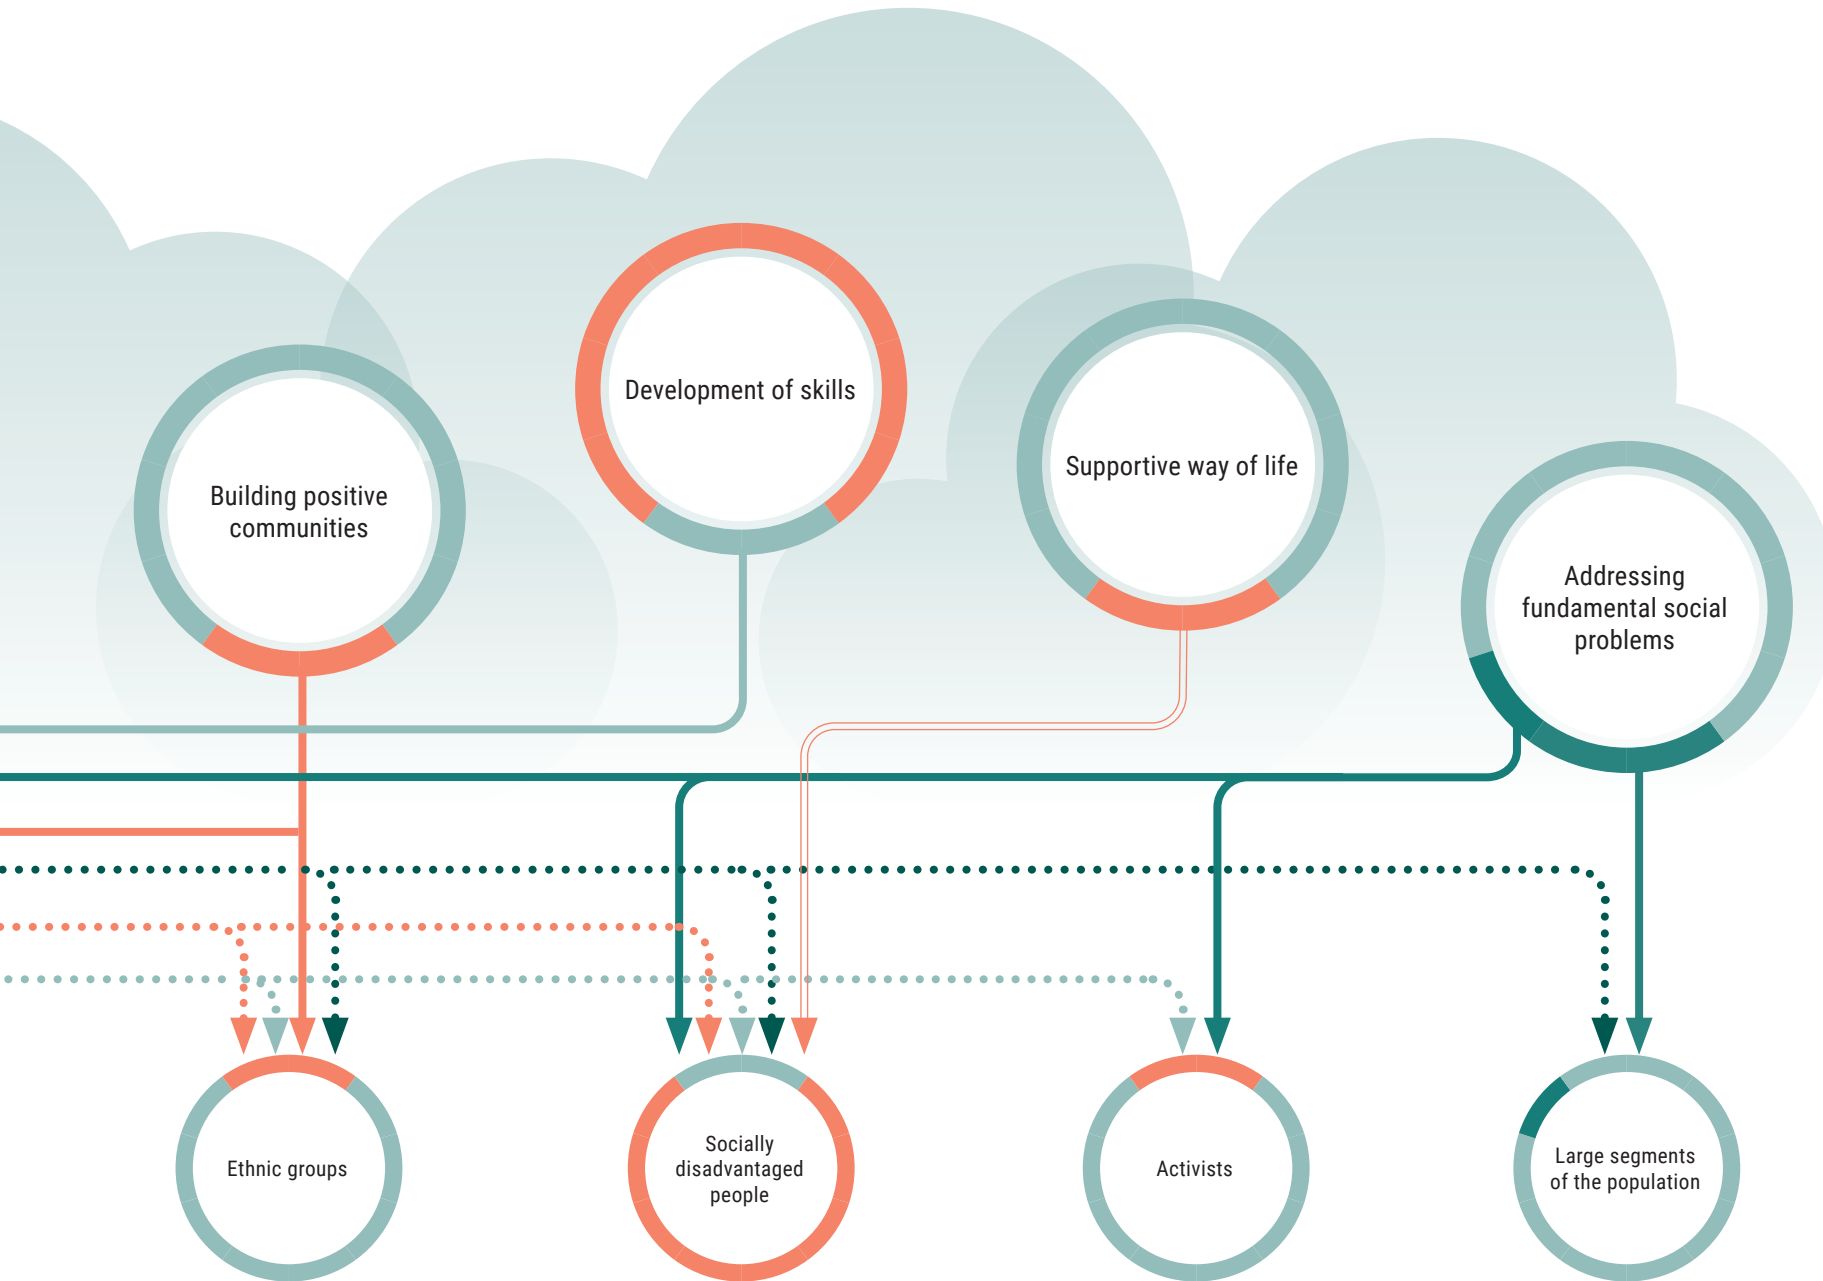 Development of skills
Supportive way of life
Building positive
communities
Addressing
fundamental social
problems
Ethnic groups
Socially
disadvantaged
people
Activists
Large segments
of the population